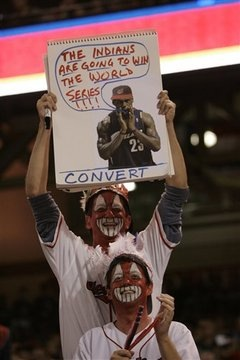 THE INDIANS
ARE GOING TO WIN
THE WORLD
SERIES
!!!!
23
CONVERT